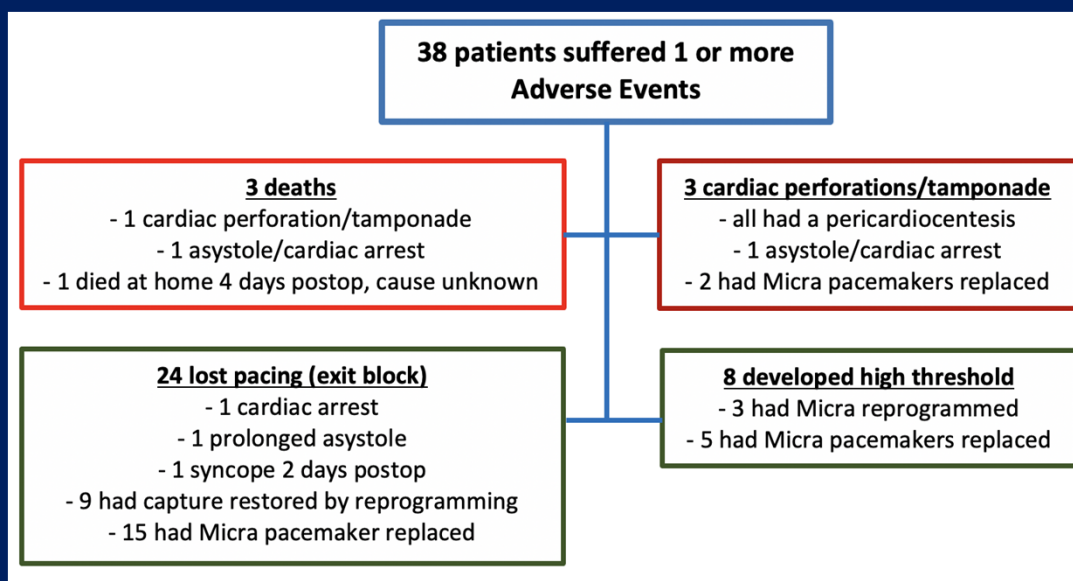 38 patients suffered 1 or more
Adverse Events
3 deaths
- 1 cardiac perforation/tamponade
- 1 asystole/cardiac arrest
- 1 died at home 4 days postop, cause unknown
3 cardiac perforations/tamponade
- all had a pericardiocentesis
- 1 asystole/cardiac arrest
- 2 had Micra pacemakers replaced
24 lost pacing (exit block)
- 1 cardiac arrest
- 1 prolonged asystole
- 1 syncope 2 days postop
- 9 had capture restored by reprogramming
- 15 had Micra pacemaker replaced
8 developed high threshold
- 3 had Micra reprogrammed
- 5 had Micra pacemakers replaced